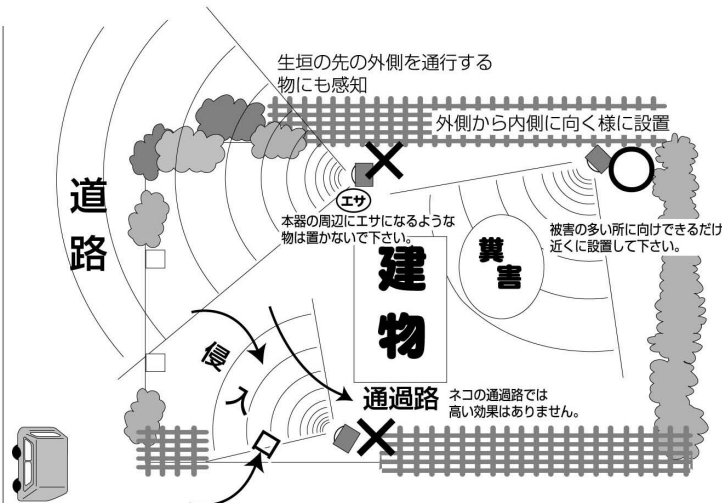 生垣の先の外側を通行する
物にも感知
外側から内側に向く様に設置
道路
エサ
本器の周辺にエサになるような
物は置かないで下さい。
被害の多い所に向けできるだけ
近くに設置して下さい。
糞害
建物
侵入
通過路
ネコの通過路では
高い効果はありません。